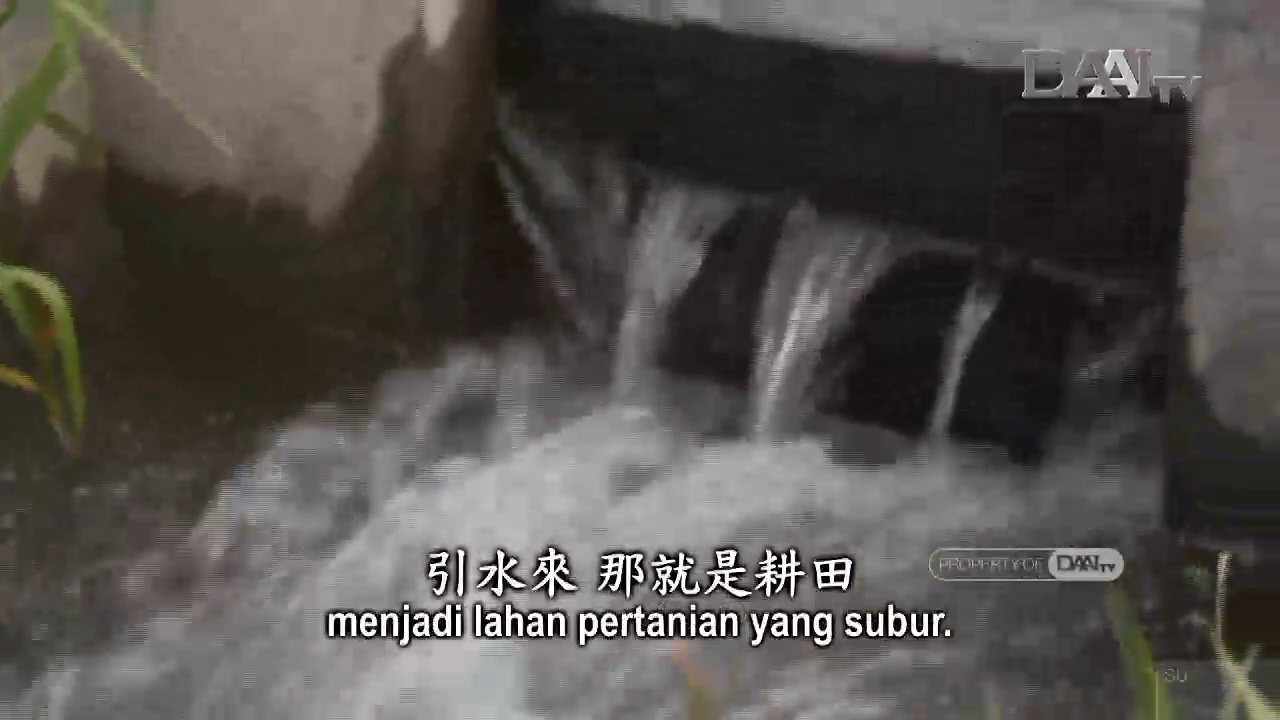 DAAI TV
引水來 那就是耕田
PROPERTY OF DAAI TV
menjadi lahan pertanian yang subur.